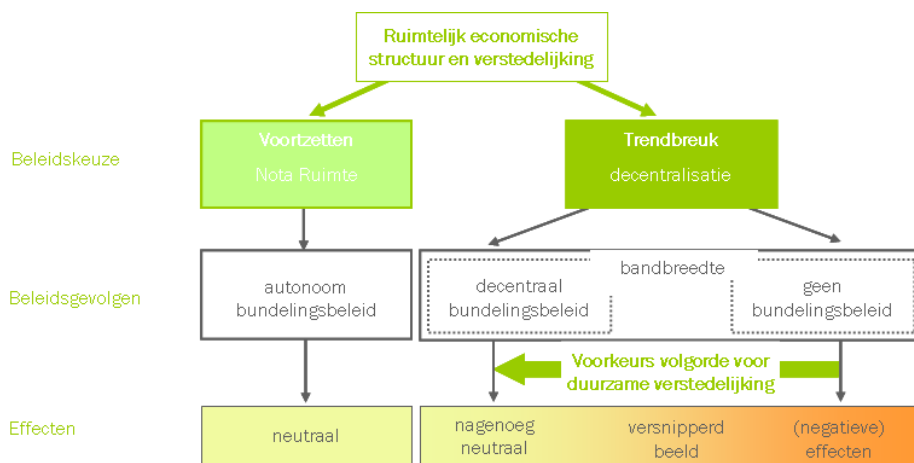 Ruimtelijk economische
structuur en verstedelijking
Beleidskeuze
Voortzetten
Nota Ruimte
Trendbreuk
decentralisatie
Beleidsgevolgen
autonoom
bundelingsbeleid
decentraal
bundelingsbeleid
bandbreedte
geen
bundelingsbeleid
Voorkeurs volgorde voor
duurzame verstedelijking
Effecten
neutraal
nagenoeg
neutraal
versnipperd
beeld
(negatieve)
effecten